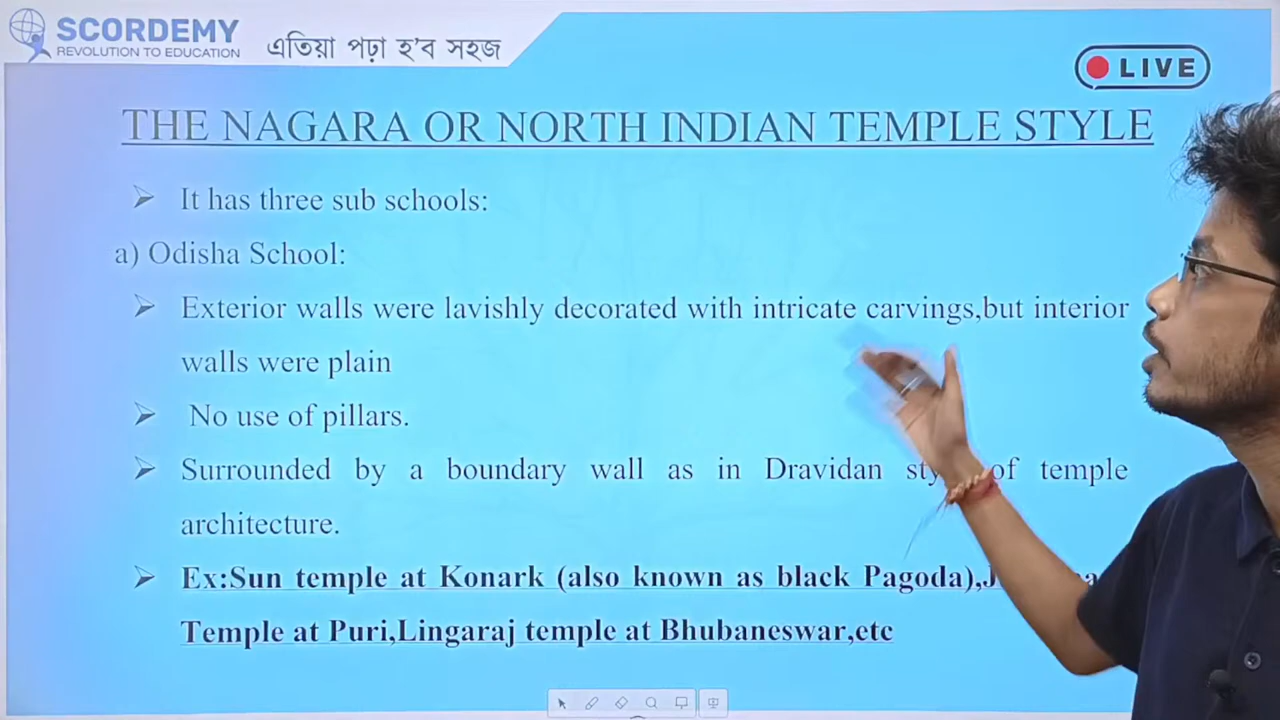 SCORDEMY
REVOLUTION TO EDUCATION
এতিয়া পঢ়া হ'ব সহজ
LIVE
THE NAGARA OR NORTH INDIAN TEMPLE STYLE
➢ It has three sub schools:
a) Odisha School:
➢ Exterior walls were lavishly decorated with intricate carvings,but interior
walls were plain
➢ No use of pillars.
➢ Surrounded by a boundary wall as in Dravidan of temple
architecture.
➢ Ex:Sun temple at Konark (also known as black Pagoda),
Temple at Puri,Lingaraj temple at Bhubaneswar,etc